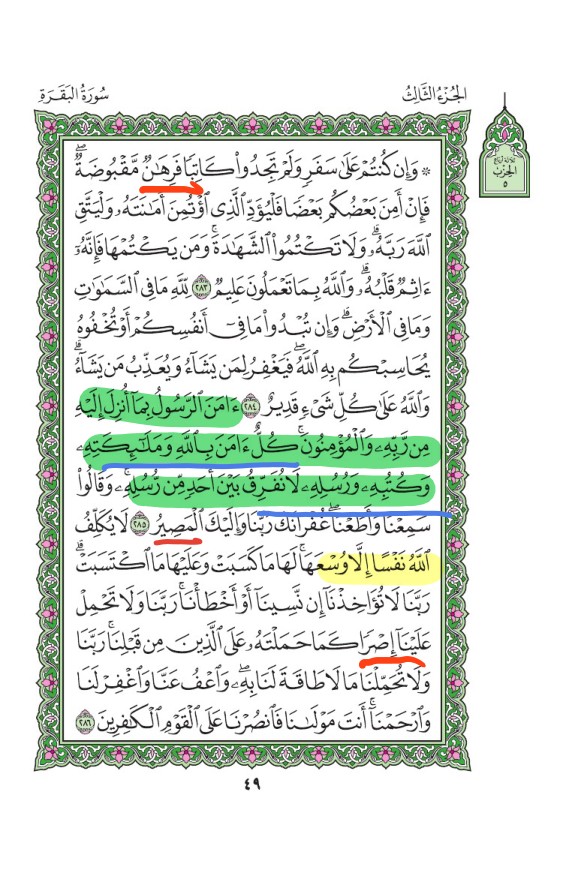 الجُزْءُ الثَّالِثُ
سُورَةُ البَقَرَةِ
ثلاثة أرباع
الحِزْب
٥
۞ وَإِن كُنتُمْ عَلَىٰ سَفَرٍ وَلَمْ تَجِدُوا۟ كَاتِبًا فَرِهَٰنٌ مَّقْبُوضَةٌ ۖ
فَإِنْ أَمِنَ بَعْضُكُم بَعْضًا فَلْيُؤَدِّ ٱلَّذِى ٱؤْتُمِنَ أَمَٰنَتَهُۥ وَلْيَتَّقِ
ٱللَّهَ رَبَّهُۥ ۗ وَلَا تَكْتُمُوا۟ ٱلشَّهَٰدَةَ ۚ وَمَن يَكْتُمْهَا فَإِنَّهُۥٓ
ءَاثِمٌ قَلْبُهُۥ ۗ وَٱللَّهُ بِمَا تَعْمَلُونَ عَلِيمٌ ٢٨٣ لِّلَّهِ مَا فِى ٱلسَّمَٰوَٰتِ
وَمَا فِى ٱلْأَرْضِ ۗ وَإِن تُبْدُوا۟ مَا فِىٓ أَنفُسِكُمْ أَوْ تُخْفُوهُ
يُحَاسِبْكُم بِهِ ٱللَّهُ ۖ فَيَغْفِرُ لِمَن يَشَآءُ وَيُعَذِّبُ مَن يَشَآءُ ۗ
وَٱللَّهُ عَلَىٰ كُلِّ شَىْءٍ قَدِيرٌ ٢٨٤ ءَامَنَ ٱلرَّسُولُ بِمَآ أُنزِلَ إِلَيْهِ
مِن رَّبِّهِۦ وَٱلْمُؤْمِنُونَ ۚ كُلٌّ ءَامَنَ بِٱللَّهِ وَمَلَٰٓئِكَتِهِۦ
وَكُتُبِهِۦ وَرُسُلِهِۦ لَا نُفَرِّقُ بَيْنَ أَحَدٍ مِّن رُّسُلِهِۦ ۚ وَقَالُوا۟
سَمِعْنَا وَأَطَعْنَا ۖ غُفْرَانَكَ رَبَّنَا وَإِلَيْكَ ٱلْمَصِيرُ ٢٨٥ لَا يُكَلِّفُ
ٱللَّهُ نَفْسًا إِلَّا وُسْعَهَا ۚ لَهَا مَا كَسَبَتْ وَعَلَيْهَا مَا ٱكْتَسَبَتْ ۗ
رَبَّنَا لَا تُؤَاخِذْنَآ إِن نَّسِينَآ أَوْ أَخْطَأْنَا ۚ رَبَّنَا وَلَا تَحْمِلْ
عَلَيْنَآ إِصْرًا كَمَا حَمَلْتَهُۥ عَلَى ٱلَّذِينَ مِن قَبْلِنَا ۚ رَبَّنَا
وَلَا تُحَمِّلْنَا مَا لَا طَاقَةَ لَنَا بِهِۦ ۖ وَٱعْفُ عَنَّا وَٱغْفِرْ لَنَا
وَٱرْحَمْنَآ ۚ أَنتَ مَوْلَىٰنَا فَٱنصُرْنَا عَلَى ٱلْقَوْمِ ٱلْكَٰفِرِينَ ٢٨٦
٤٩